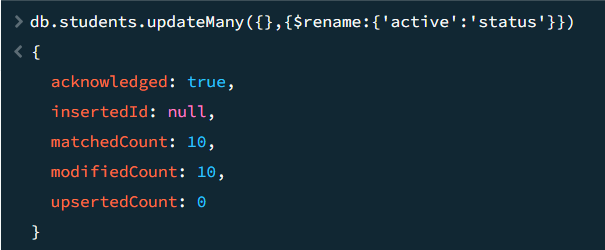 > db.students.updateMany({},{$rename:{'active':'status'}})
< {
acknowledged: true,
insertedId: null,
matchedCount: 10,
modifiedCount: 10,
upsertedCount: 0
}